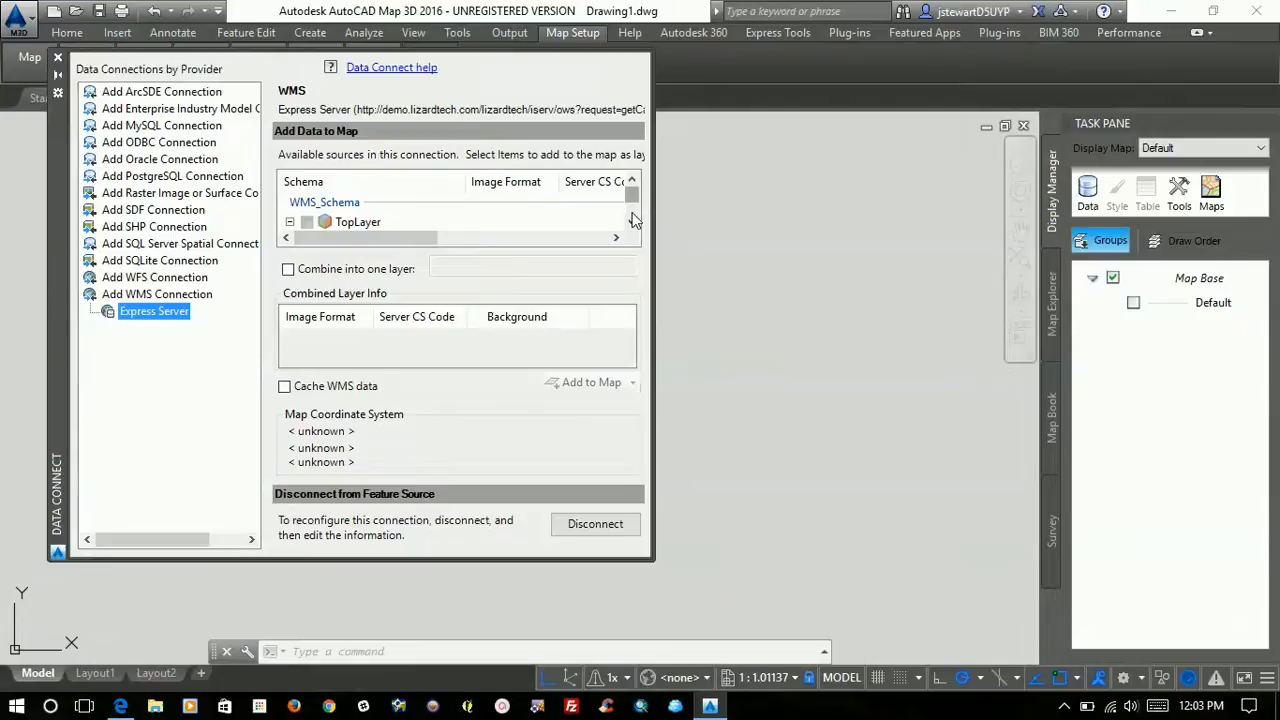 Autodesk AutoCAD Map 3D 2016 - UNREGISTERED VERSION Drawing1.dwg
Type a keyword or phrase
jstewartD5UYP
M3D
Home Insert Annotate Feature Edit Create Analyze View Tools Output Map Setup Help Autodesk 360 Express Tools Plug-ins Featured Apps Plug-ins BIM 360 Performance
Map
Data Connections by Provider
Add ArcSDE Connection
Add Enterprise Industry Model C
Add MySQL Connection
Add ODBC Connection
Add Oracle Connection
Add PostgreSQL Connection
Add Raster Image or Surface Co
Add SDF Connection
Add SHP Connection
Add SQL Server Spatial Connect
Add SQLite Connection
Add WFS Connection
Add WMS Connection
Express Server
DATA CONNECT
Data Connect help
WMS
Express Server (http://demo.lizardtech.com/lizardtech/iserv/ows?request=getCa
Add Data to Map
Available sources in this connection. Select Items to add to the map as lay
Schema Image Format Server CS Co
WMS_Schema
TopLayer
Combine into one layer:
Combined Layer Info
Image Format Server CS Code Background
Cache WMS data
Add to Map
Map Coordinate System
< unknown >
< unknown >
< unknown >
Disconnect from Feature Source
To reconfigure this connection, disconnect, and
then edit the information.
Disconnect
Sta
TASK PANE
Display Map: Default
Data Style Table Tools Maps
Groups Draw Order
Map Base
Default
Display Manager
Map Explorer
Map Book
Survey
Y
X
Type a command
Model Layout1 Layout2 +
1x <none> 1 : 1.01137 MODEL
12:03 PM